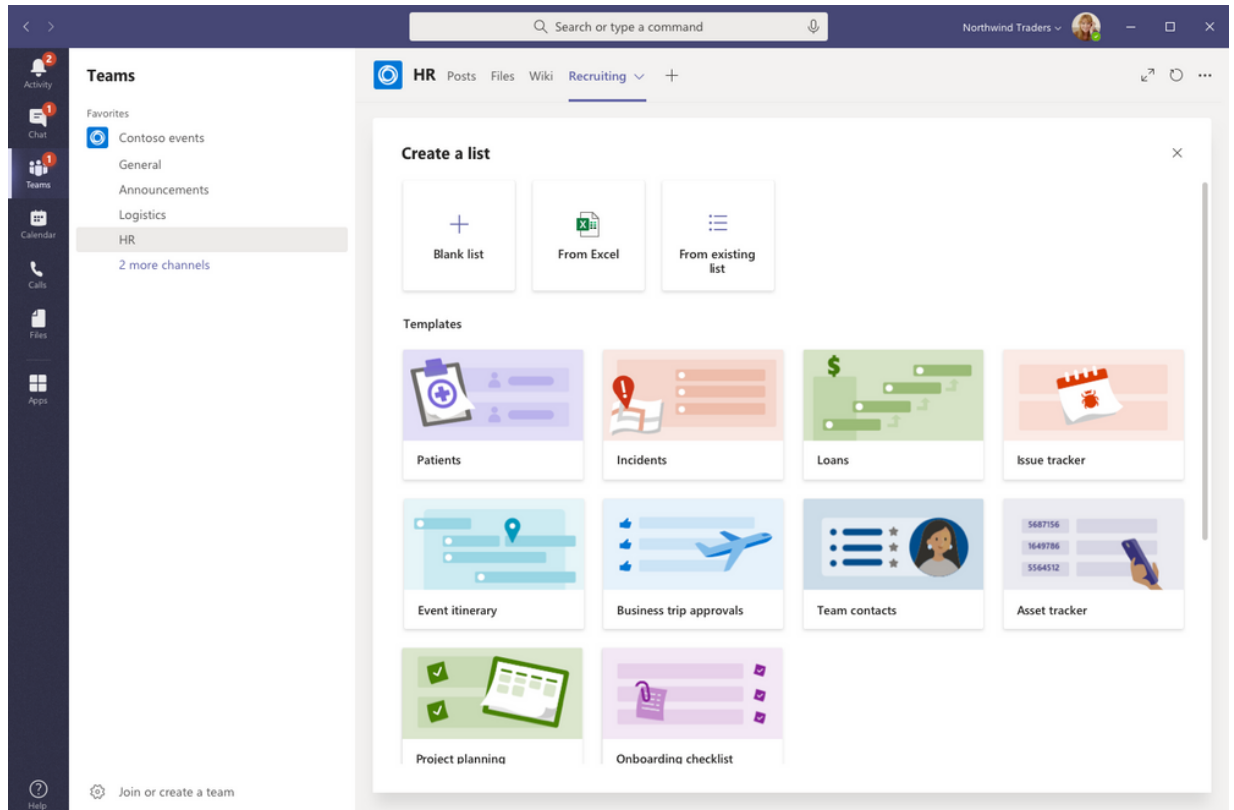 Search or type a command
Northwind Traders
2
Activity
1
Chat
1
Teams
Calendar
Calls
Files
Apps
Help
Teams
Favorites
Contoso events
General
Announcements
Logistics
HR
2 more channels
Join or create a team
HR Posts Files Wiki Recruiting
Create a list
Blank list
From Excel
From existing
list
Templates
Patients
Incidents
$
Loans
Issue tracker
Event itinerary
Business trip approvals
Team contacts
5687156
1649786
5564512
Asset tracker
Project planning
Onboarding checklist